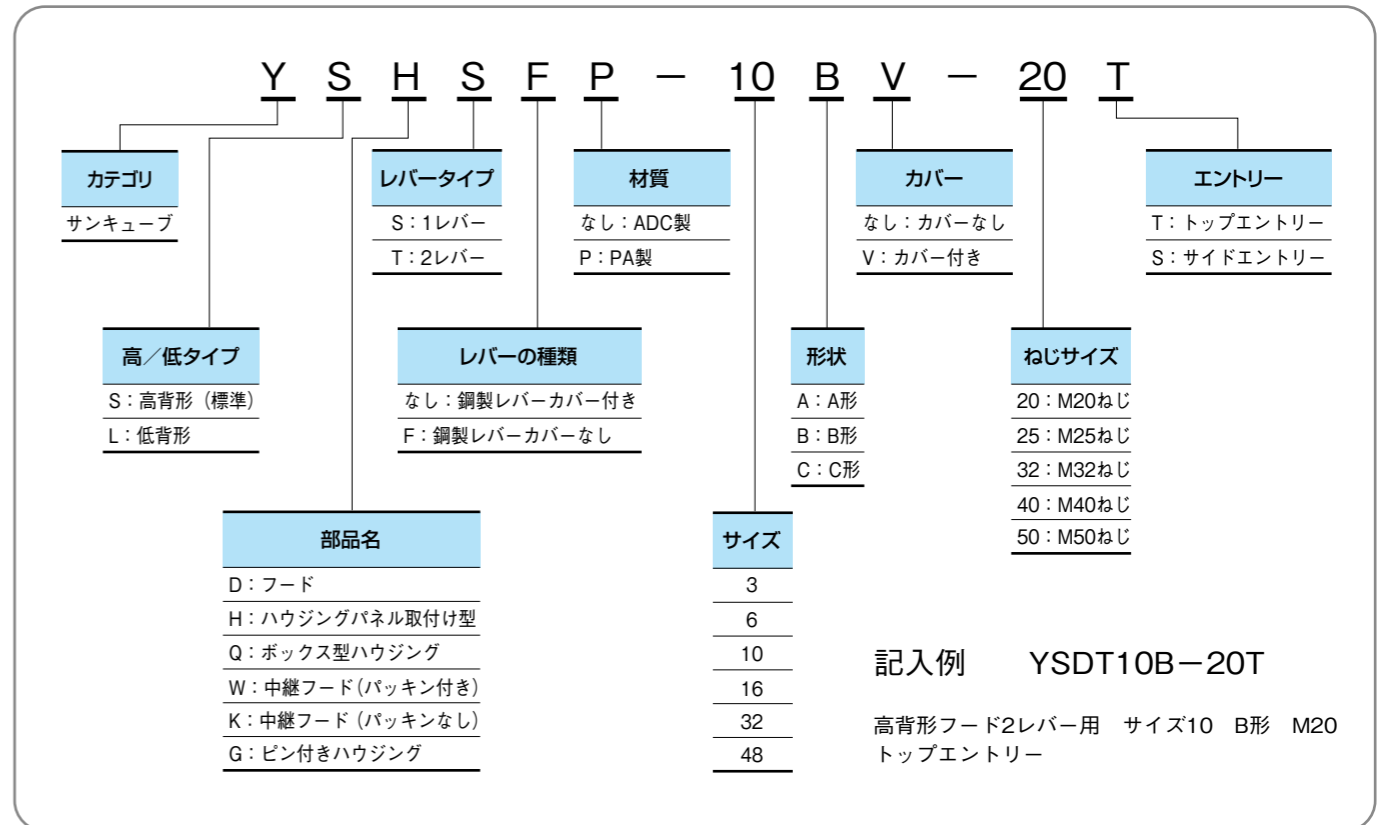 YSHSFP－10BV－20T
カテゴリ
サンキューブ
レバータイプ
S：1レバー
T：2レバー
材質
なし：ADC製
P：PA製
カバー
なし：カバーなし
V：カバー付き
エントリー
T：トップエントリー
S：サイドエントリー
高／低タイプ
S：高背形（標準）
L：低背形
レバーの種類
なし：鋼製レバーカバー付き
F：鋼製レバーカバーなし
形状
A：A形
B：B形
C：C形
ねじサイズ
20：M20ねじ
25：M25ねじ
32：M32ねじ
40：M40ねじ
50：M50ねじ
部品名
D：フード
H：ハウジングパネル取付け型
Q：ボックス型ハウジング
W：中継フード（パッキン付き）
K：中継フード（パッキンなし）
G：ピン付きハウジング
サイズ
3
6
10
16
32
48
記入例　YSDT10B－20T
高背形フード2レバー用　サイズ10　B形　M20
トップエントリー